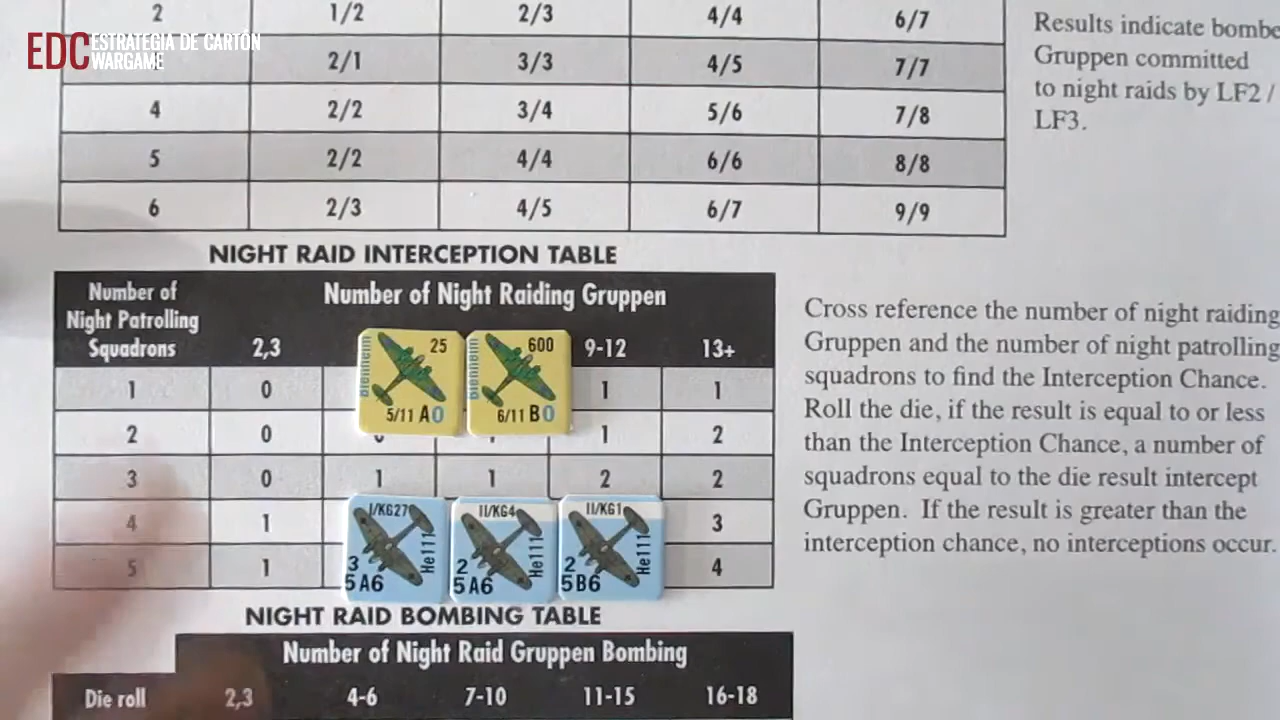 2 1/2 2/3 4/4 6/7
EDC ESTRATEGIA DE CARTÓN
WARGAME
2/1 3/3 4/5 7/7
4 2/2 3/4 5/6 7/8
5 2/2 4/4 6/6 8/8
6 2/3 4/5 6/7 9/9
Results indicate bombe
Gruppen committed
to night raids by LF2 /
LF3.
NIGHT RAID INTERCEPTION TABLE
Number of
Night Patrolling
Squadrons
Number of Night Raiding Gruppen
2,3 9-12 13+
1 0 1 1
2 0 1 2
3 0 1 1 2 2
4 1 3
5 1 4
25
Blenheim
5/11 A0
600
Blenheim
6/11 B0
I/KG27
He111
3
5A6
II/KG4
He111
2
5A6
II/KG1
He111
2
5B6
Cross reference the number of night raiding
Gruppen and the number of night patrolling
squadrons to find the Interception Chance.
Roll the die, if the result is equal to or less
than the Interception Chance, a number of
squadrons equal to the die result intercept
Gruppen. If the result is greater than the
interception chance, no interceptions occur.
NIGHT RAID BOMBING TABLE
Number of Night Raid Gruppen Bombing
Die roll 2,3 4-6 7-10 11-15 16-18